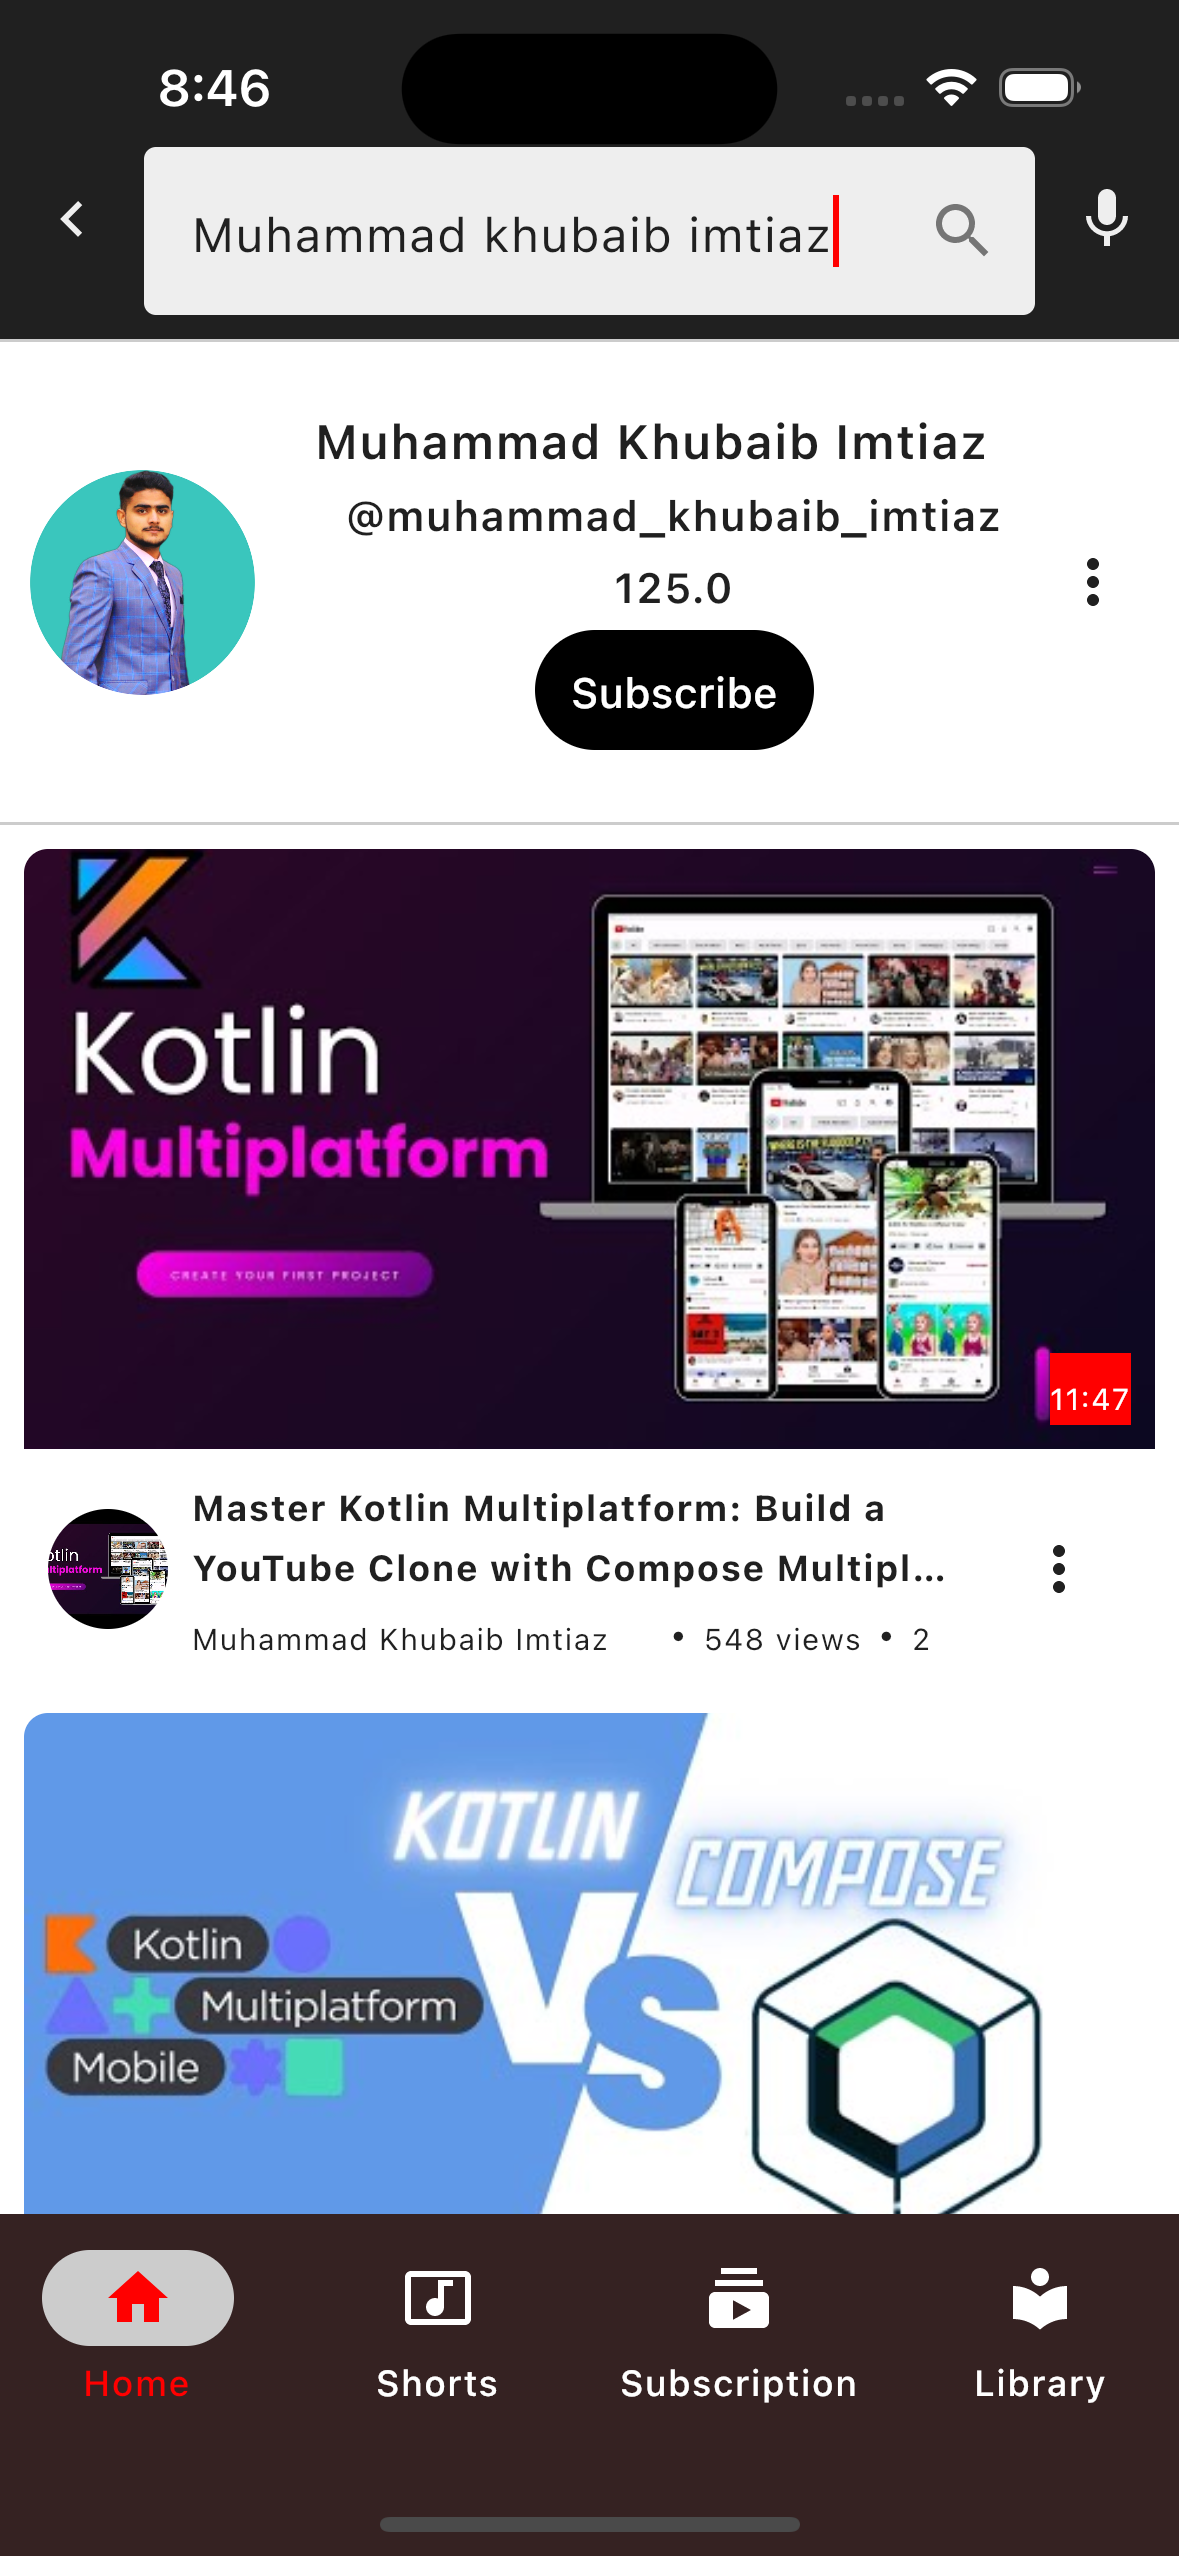 8:46
Muhammad khubaib imtiaz
Muhammad Khubaib Imtiaz
@muhammad_khubaib_imtiaz
125.0
Subscribe
Kotlin
Multiplatform
CREATE YOUR FIRST PROJECT
11:47
Master Kotlin Multiplatform: Build a
YouTube Clone with Compose Multipl...
Muhammad Khubaib Imtiaz • 548 views • 2
KOTLIN
COMPOSE
VS
Kotlin
Multiplatform
Mobile
Home
Shorts
Subscription
Library